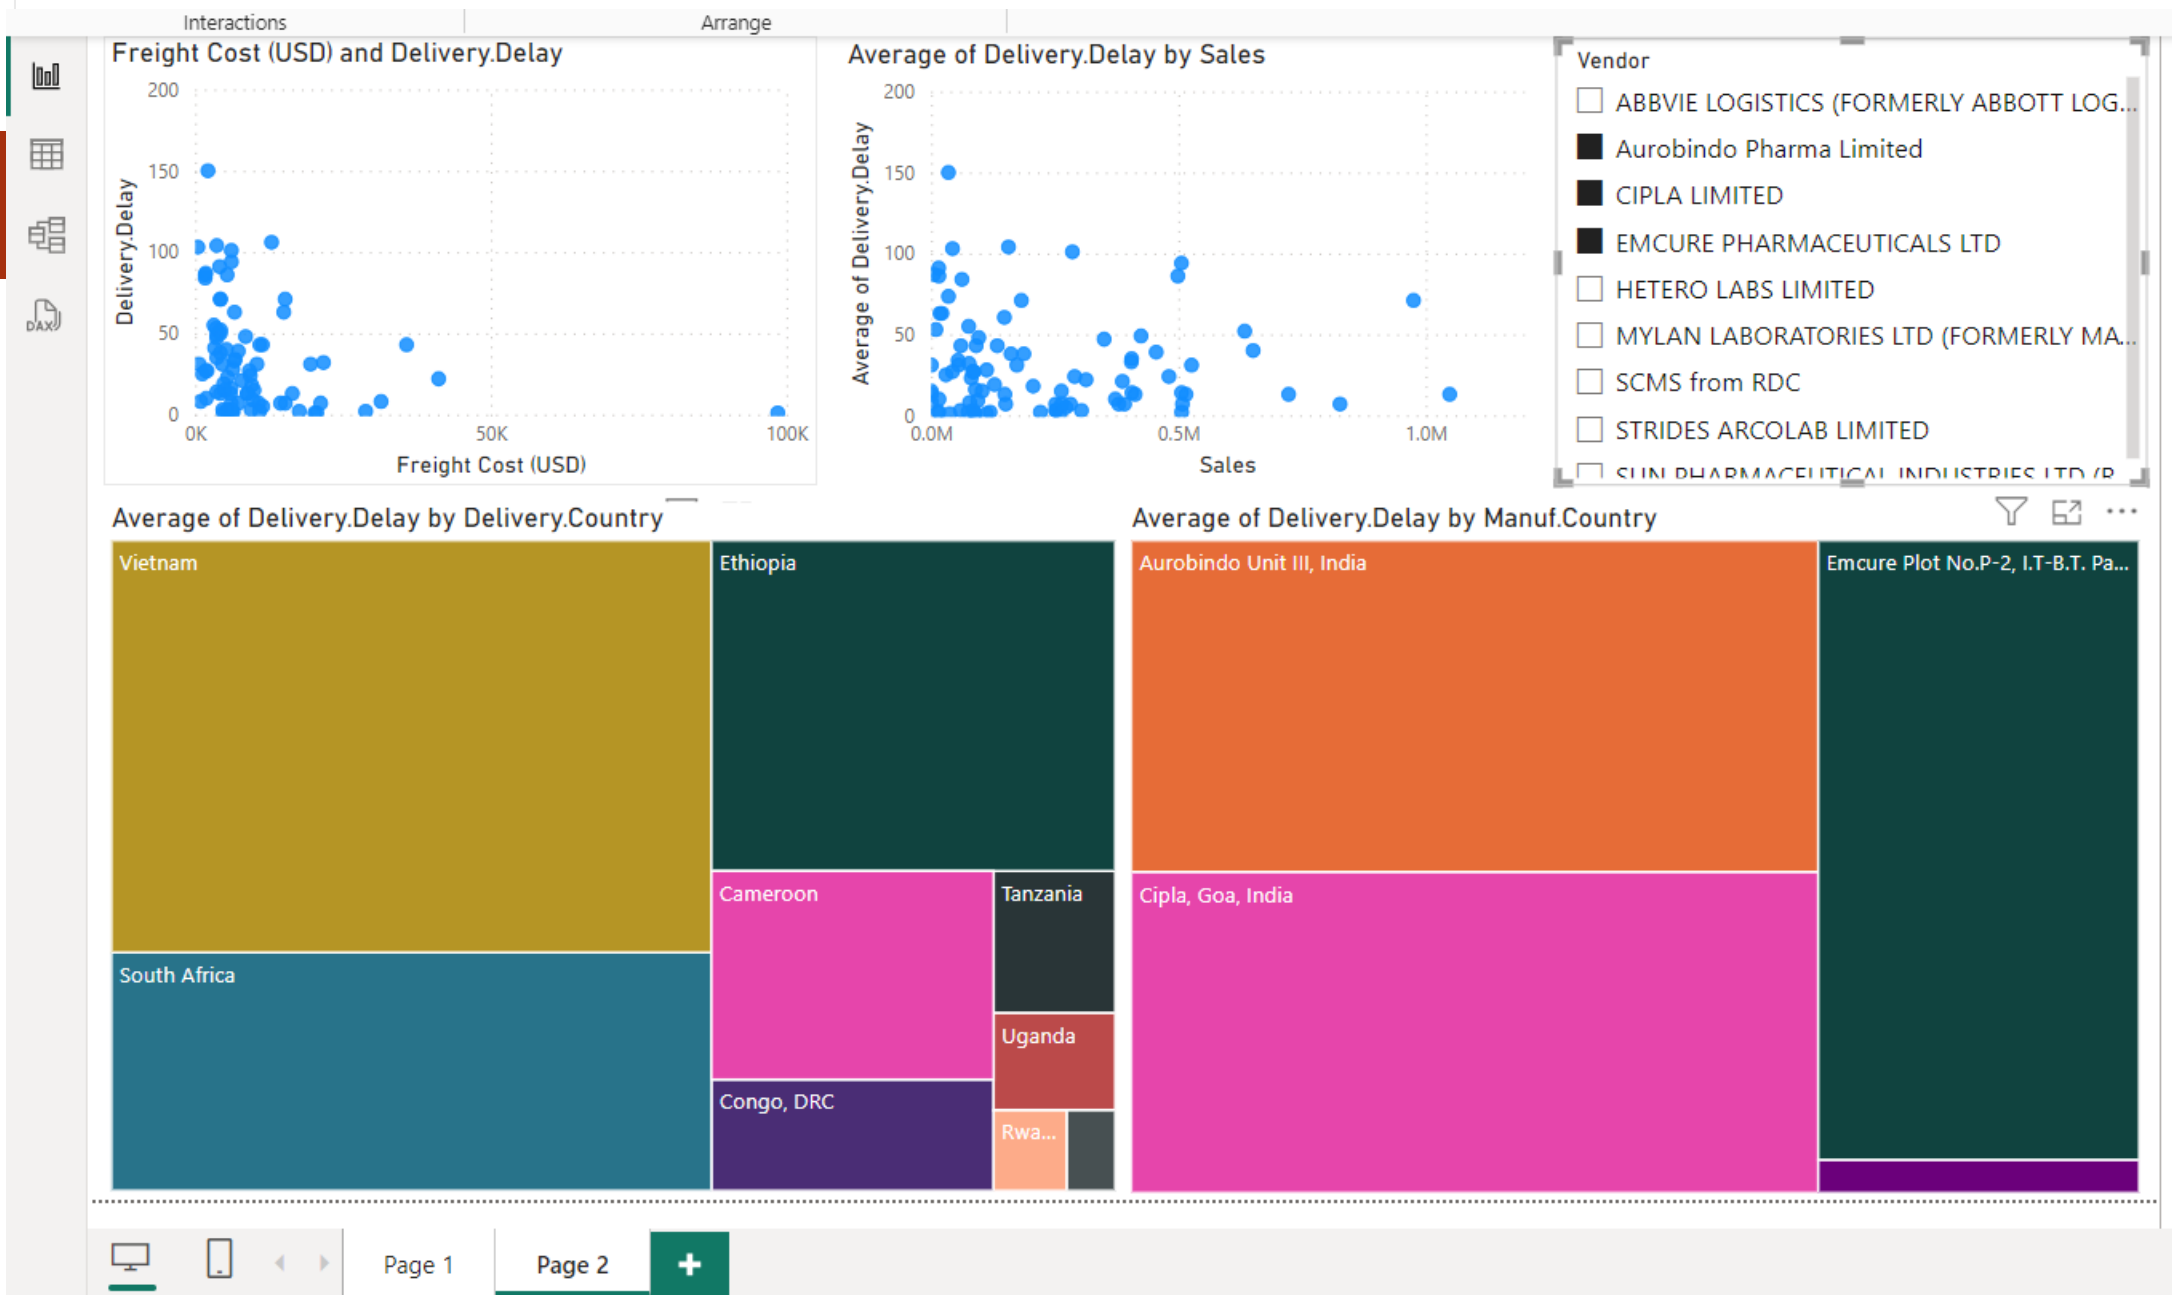 Interactions
Arrange
Freight Cost (USD) and Delivery.Delay
200
150
100
50
0
0K
50K
100K
Delivery.Delay
Freight Cost (USD)
Average of Delivery.Delay by Sales
200
150
100
50
0
0.0M
0.5M
1.0M
Average of Delivery.Delay
Sales
Vendor
ABBVIE LOGISTICS (FORMERLY ABBOTT LOG...
Aurobindo Pharma Limited
CIPLA LIMITED
EMCURE PHARMACEUTICALS LTD
HETERO LABS LIMITED
MYLAN LABORATORIES LTD (FORMERLY MA...
SCMS from RDC
STRIDES ARCOLAB LIMITED
SUN PHARMACEUTICAL INDUSTRIES LTD (R...
DAX
Average of Delivery.Delay by Delivery.Country
Vietnam
Ethiopia
South Africa
Cameroon
Tanzania
Uganda
Congo, DRC
Rwa...
Average of Delivery.Delay by Manuf.Country
Aurobindo Unit III, India
Emcure Plot No.P-2, I.T-B.T. Pa...
Cipla, Goa, India
Page 1
Page 2